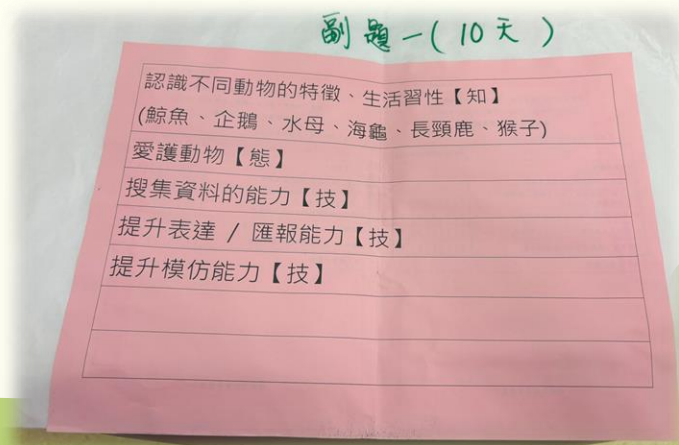 副題一(10天)
認識不同動物的特徵、生活習性【知】
(鯨魚、企鵝、水母、海龜、長頸鹿、猴子)
愛護動物【態】
搜集資料的能力【技】
提升表達 / 匯報能力【技】
提升模仿能力【技】